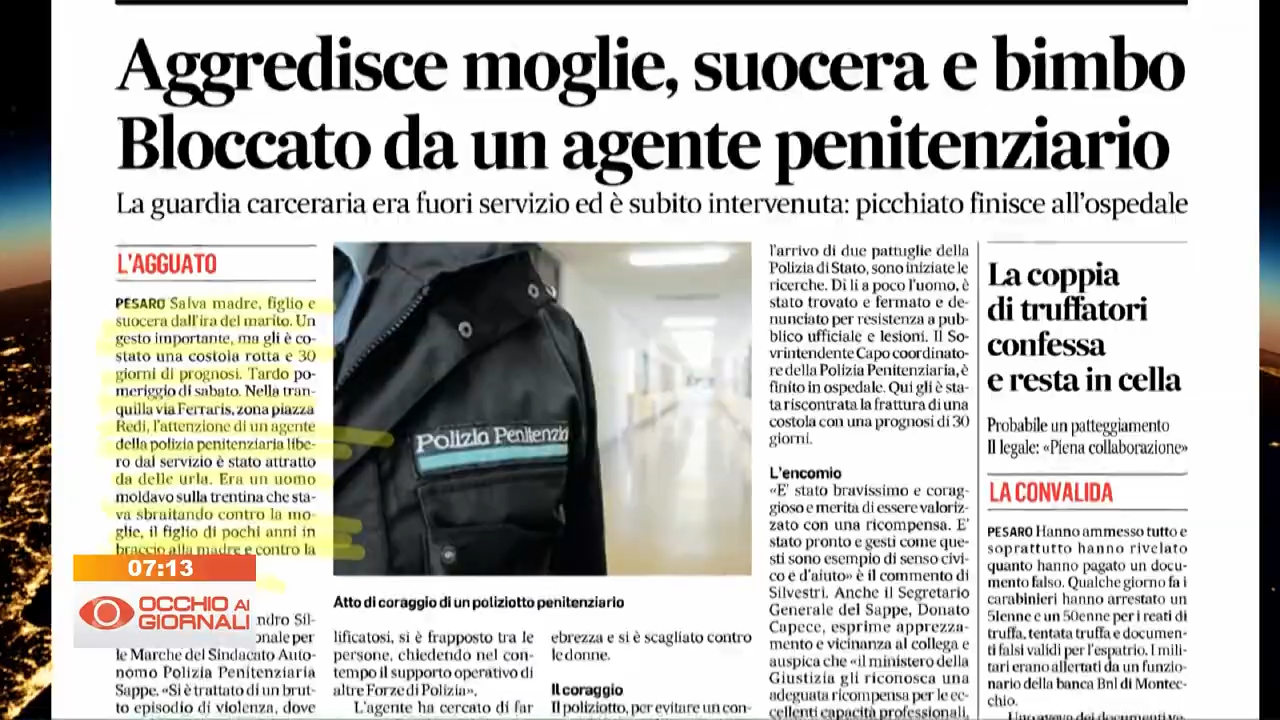 Aggredisce moglie, suocera e bimbo
Bloccato da un agente penitenziario
La guardia carceraria era fuori servizio ed è subito intervenuta: picchiato finisce all'ospedale
L'AGGUATO
PESARO Salva madre, figlio e
suocera dall'ira del marito. Un
gesto importante, ma gli è co-
stato una costola rotta e 30
giorni di prognosi. Tardo po-
meriggio di sabato. Nella tran-
quilla via Ferraris, zona piazza
Redi, l'attenzione di un agente
della polizia penitenziaria libe-
ro dal servizio è stato attratto
da delle urla. Era un uomo
moldavo sulla trentina che sta-
va sbraitando contro la mo-
glie, il figlio di pochi anni in
braccio alla madre e contro la
07:13
OCCHIO AI
GIORNALI
ndro Sil-
onale per
le Marche del Sindacato Auto-
nomo Polizia Penitenziaria
Sappe. «Si è trattato di un brut-
to episodio di violenza, dove
Polizia Penitenzia
Atto di coraggio di un poliziotto penitenziario
lificatosi, si è frapposto tra le
persone, chiedendo nel con-
tempo il supporto operativo di
altre Forze di Polizia».
L'agente ha cercato di far
ebrezza e si è scagliato contro
le donne.
Il coraggio
Il poliziotto, per evitare un con-
l'arrivo di due pattuglie della
Polizia di Stato, sono iniziate le
ricerche. Di lì a poco l'uomo, è
stato trovato e fermato e de-
nunciato per resistenza a pub-
blico ufficiale e lesioni. Il So-
vrintendente Capo coordinato-
re della Polizia Penitenziaria, è
finito in ospedale. Qui gli è sta-
ta riscontrata la frattura di una
costola con una prognosi di 30
giorni.
L'encomio
«E' stato bravissimo e corag-
gioso e merita di essere valoriz-
zato con una ricompensa. E'
stato pronto e gesti come que-
sti sono esempio di senso civi-
co e d'aiuto» è il commento di
Silvestri. Anche il Segretario
Generale del Sappe, Donato
Capece, esprime apprezza-
mento e vicinanza al collega e
auspica che «il ministero della
Giustizia gli riconosca una
adeguata ricompensa per le ec-
cellenti capacità professionali,
La coppia
di truffatori
confessa
e resta in cella
Probabile un patteggiamento
Il legale: «Piena collaborazione»
LA CONVALIDA
PESARO Hanno ammesso tutto e
soprattutto hanno rivelato
quanto hanno pagato un docu-
mento falso. Qualche giorno fa i
carabinieri hanno arrestato un
51enne e un 50enne per i reati di
truffa, tentata truffa e documen-
ti falsi validi per l'espatrio. I mili-
tari erano allertati da un funzio-
nario della banca Bnl di Montec-
chio.